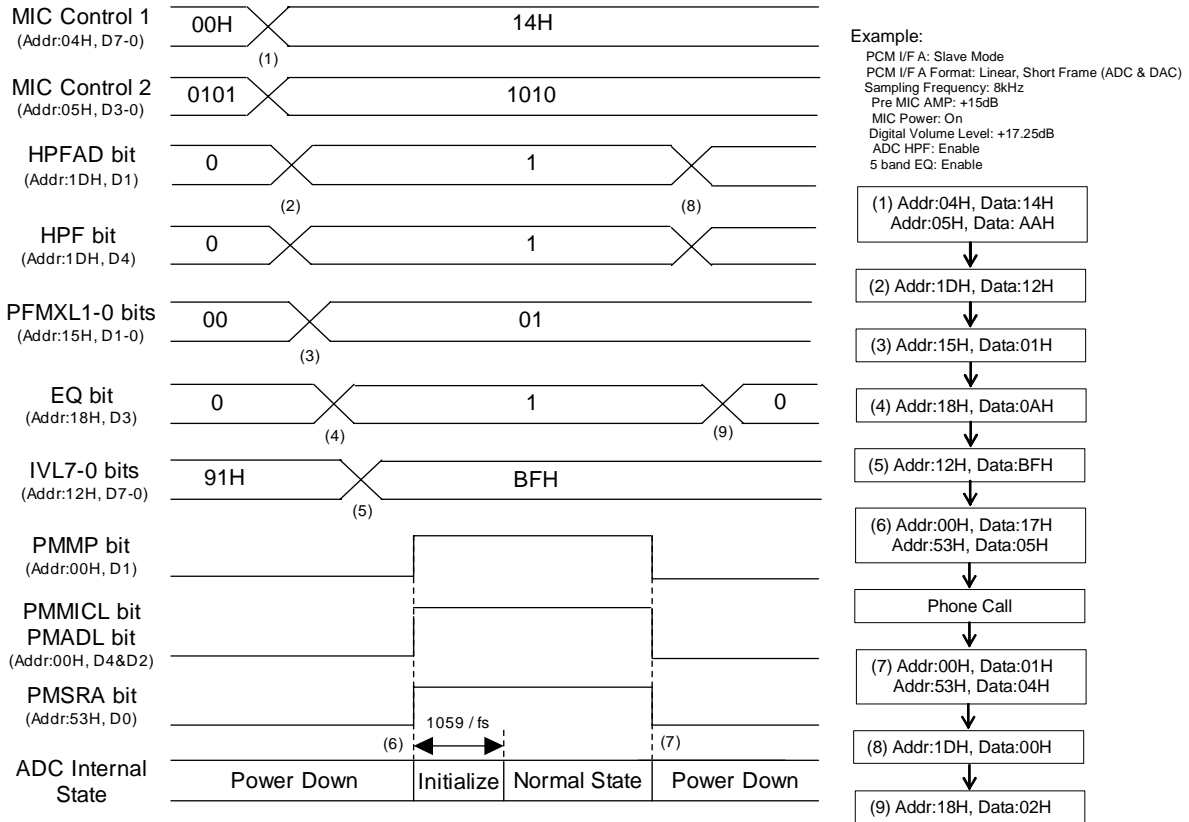 MIC Control 1
(Addr:04H, D7-0)
00H
14H
(1)
MIC Control 2
(Addr:05H, D3-0)
0101
1010
HPFAD bit
(Addr:1DH, D1)
0
1
(2)
(8)
HPF bit
(Addr:1DH, D4)
0
1
PFMXL1-0 bits
(Addr:15H, D1-0)
00
01
(3)
EQ bit
(Addr:18H, D3)
0
1
0
(4)
(9)
IVL7-0 bits
(Addr:12H, D7-0)
91H
BFH
(5)
PMMP bit
(Addr:00H, D1)
PMMICL bit
PMADL bit
(Addr:00H, D4&D2)
PMSRA bit
(Addr:53H, D0)
1059 / fs
(6)
(7)
ADC Internal
State
Power Down
Initialize
Normal State
Power Down
Example:
PCM I/F A: Slave Mode
PCM I/F A Format: Linear, Short Frame (ADC & DAC)
Sampling Frequency: 8kHz
Pre MIC AMP: +15dB
MIC Power: On
Digital Volume Level: +17.25dB
ADC HPF: Enable
5 band EQ: Enable
(1) Addr:04H, Data:14H
Addr:05H, Data: AAH
(2) Addr:1DH, Data:12H
(3) Addr:15H, Data:01H
(4) Addr:18H, Data:0AH
(5) Addr:12H, Data:BFH
(6) Addr:00H, Data:17H
Addr:53H, Data:05H
Phone Call
(7) Addr:00H, Data:01H
Addr:53H, Data:04H
(8) Addr:1DH, Data:00H
(9) Addr:18H, Data:02H